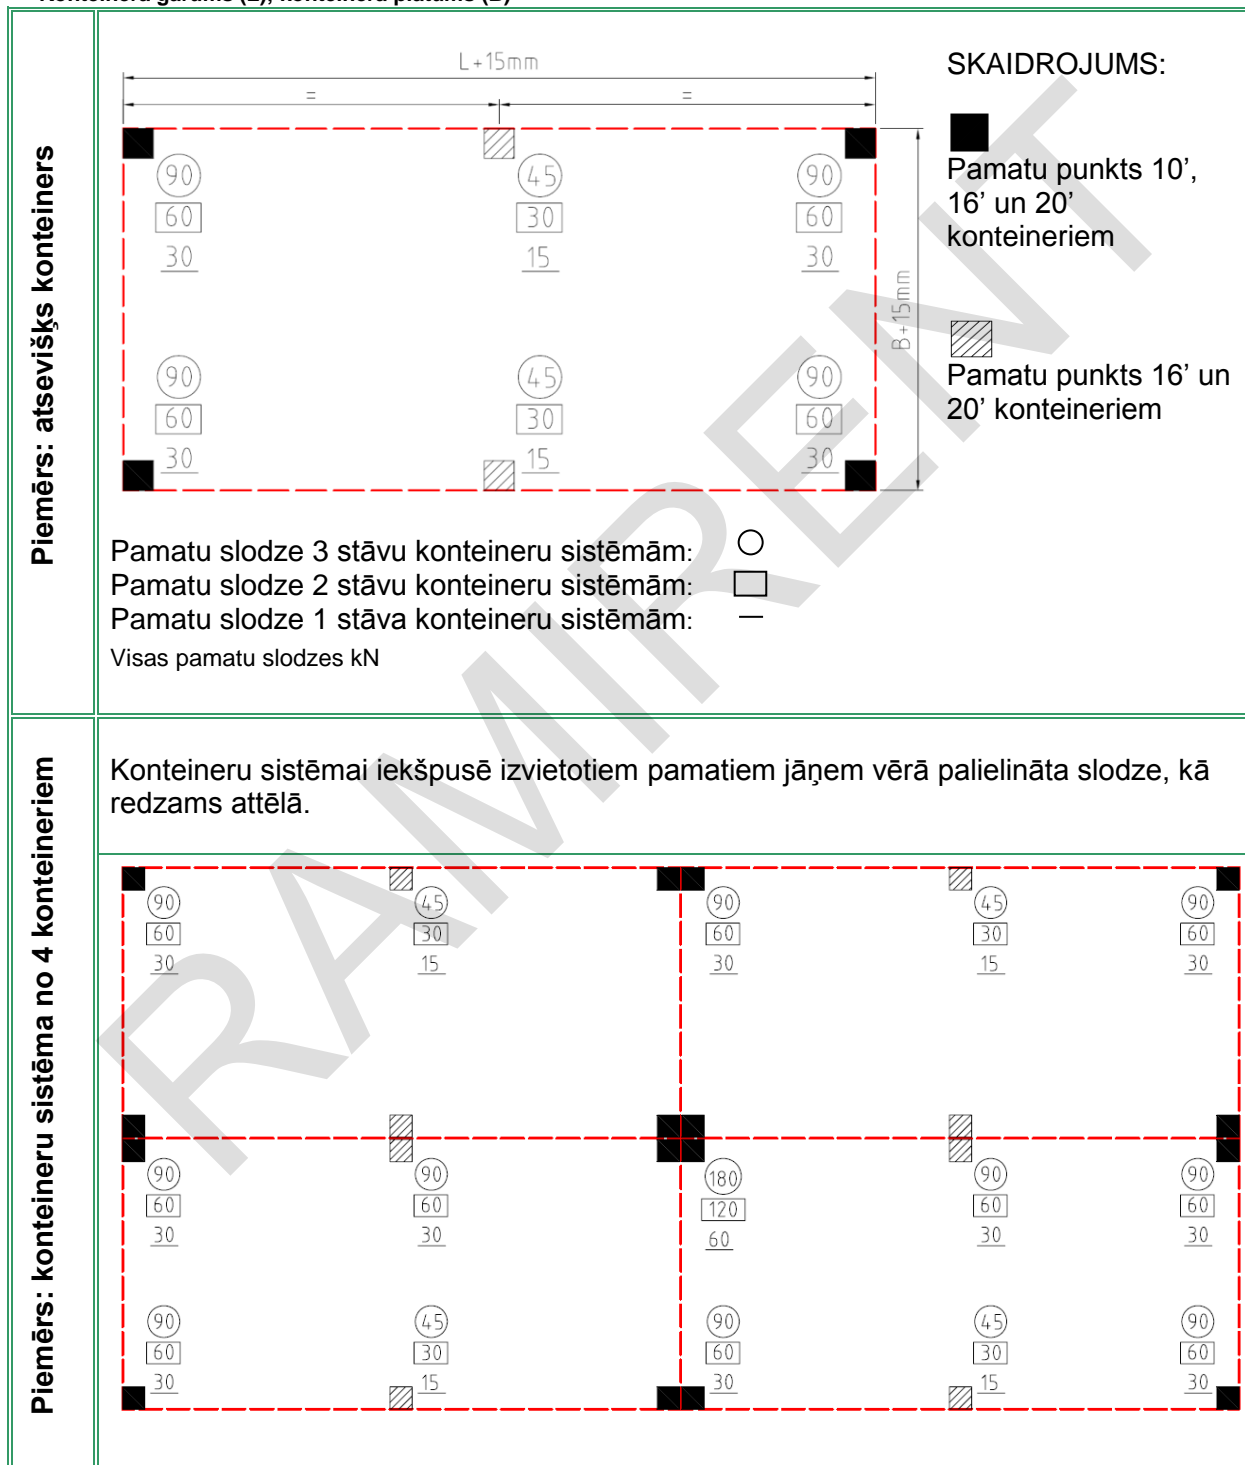 Konteinera garums (L), konteinera platums (B)
Piemērs: atsevišķs konteiners
L+15mm
= =
90 45 90
60 30 60
30 15 30
B+15mm
90 45 90
60 30 60
30 15 30
SKAIDROJUMS:
Pamatu punkts 10’,
16’ un 20’
konteineriem
Pamatu punkts 16’ un
20’ konteineriem
Pamatu slodze 3 stāvu konteineru sistēmām:
Pamatu slodze 2 stāvu konteineru sistēmām:
Pamatu slodze 1 stāva konteineru sistēmām:
Visas pamatu slodzes kN
Piemērs: konteineru sistēma no 4 konteineriem
Konteineru sistēmai iekšpusē izvietotiem pamatiem jāņem vērā palielināta slodze, kā
redzams attēlā.
90 45 90 45 90
60 30 60 30 60
30 15 30 15 30
90 90 180 90 90
60 60 120 60 60
30 30 60 30 30
90 45 90 45 90
60 30 60 30 60
30 15 30 15 30
RAMIRENT